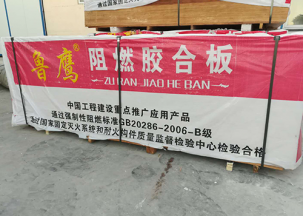 鲁鹰®
阻燃胶合板
ZU RAN JIAO HE BAN
中国工程建设重点推广应用产品
通过强制性阻燃标准GB20286-2006-B级
通过国家固定灭火系统和耐火构件质量监督检验中心检验合格